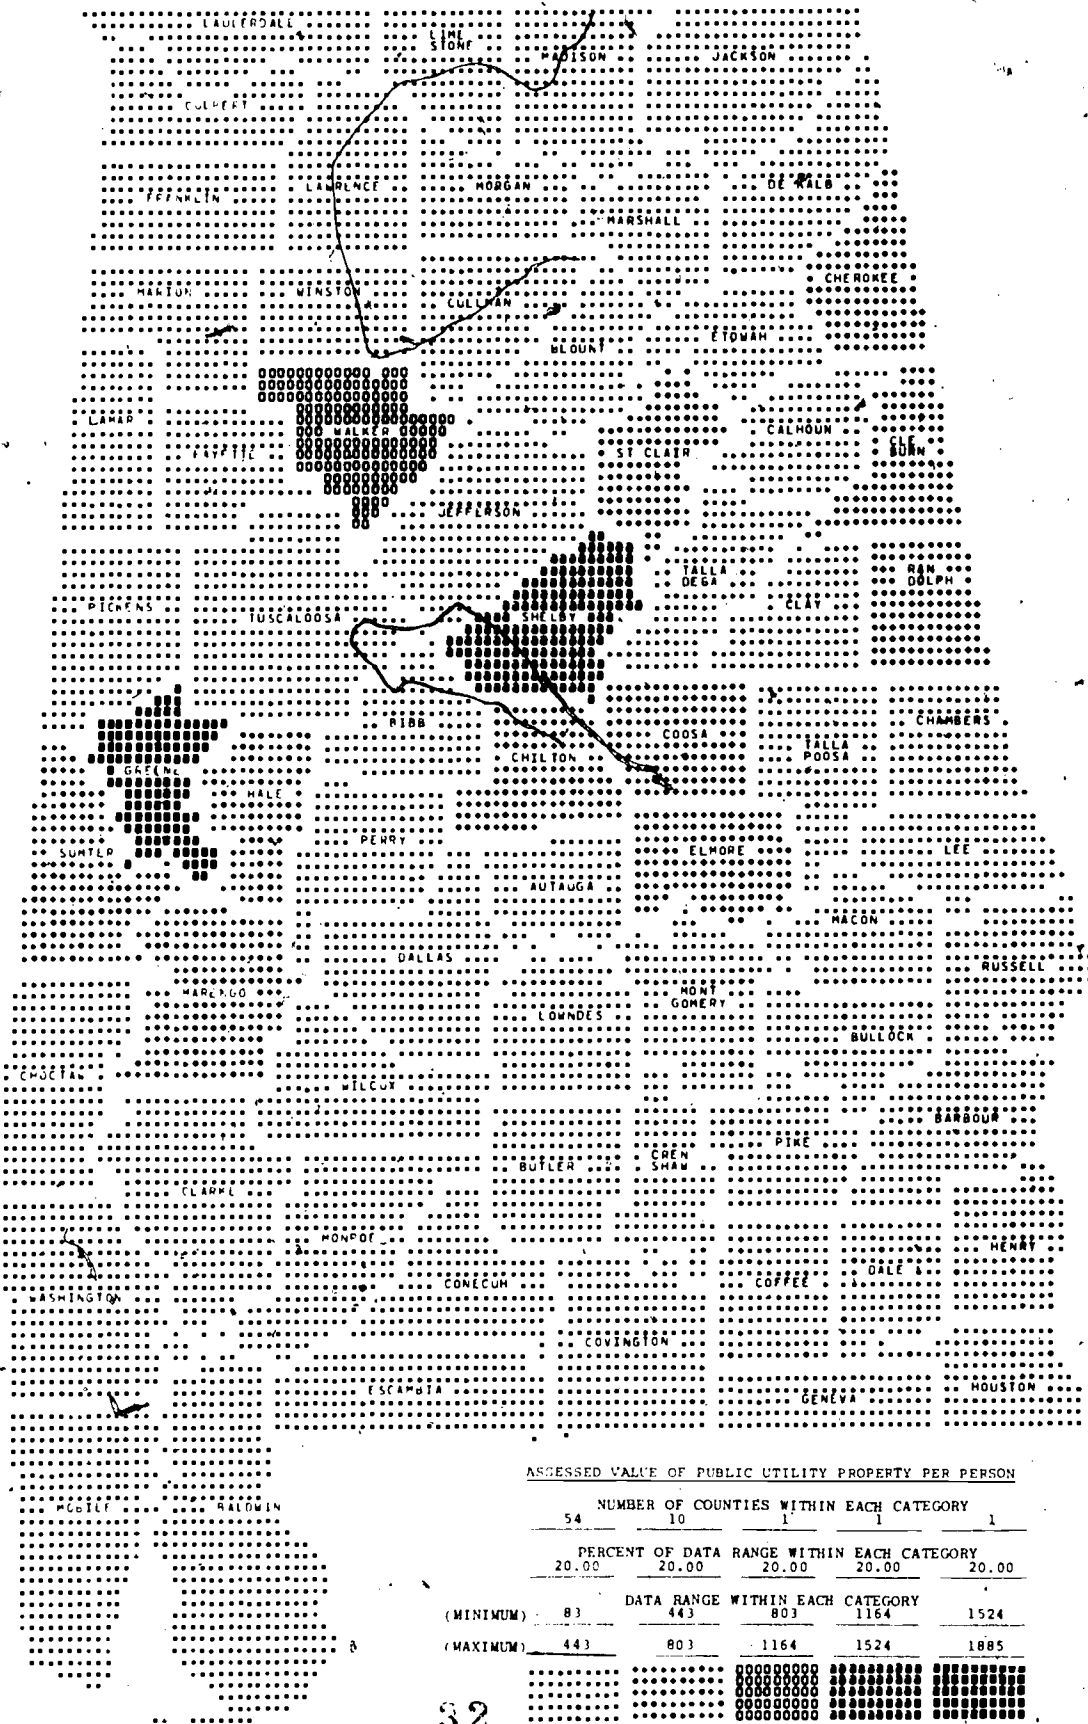 LAUDERDALE
LIME
STONE
MADISON
JACKSON
COLBERT
FRANKLIN
LAWRENCE
MORGAN
DE KALB
MARSHALL
CHEROKEE
MARION
WINSTON
CULLMAN
ETOWAH
BLOUNT
LAMAR
WALKER
CALHOUN
CLE
BURN
FAYETTE
ST CLAIR
JEFFERSON
TALLA
DEGA
RAN
DOLPH
PICKENS
TUSCALOOSA
SHELBY
CLAY
BIBB
COOSA
CHAMBERS
CHILTON
TALLA
POOSA
GREENE
HALE
PERRY
SUMTER
ELMORE
LEE
AUTAUGA
MACON
DALLAS
RUSSELL
MARENGO
MONT
GOMERY
LOWNDES
BULLOCK
CHOCTAW
WILCOX
BARBOUR
PIKE
CREN
SHAW
BUTLER
CLARKE
MONROE
HENRY
DALE
CONECUH
COFFEE
WASHINGTON
COVINGTON
ESCAMBIA
HOUSTON
GENEVA
MOBILE
BALDWIN
ASSESSED VALUE OF PUBLIC UTILITY PROPERTY PER PERSON
NUMBER OF COUNTIES WITHIN EACH CATEGORY
54 10 1 1 1
PERCENT OF DATA RANGE WITHIN EACH CATEGORY
20.00 20.00 20.00 20.00 20.00
DATA RANGE WITHIN EACH CATEGORY
(MINIMUM) 83 443 803 1164 1524
(MAXIMUM) 443 803 1164 1524 1885
32